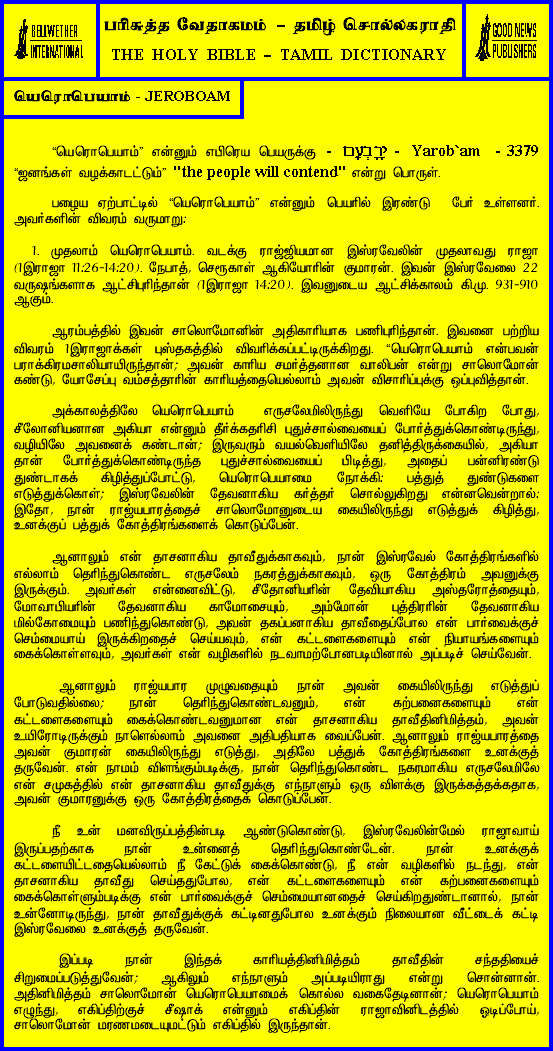 BELLWETHER
INTERNATIONAL
பரிசுத்த வேதாகமம் – தமிழ் சொல்லகராதி
THE HOLY BIBLE – TAMIL DICTIONARY
GOOD NEWS
PUBLISHERS
யெரொபெயாம் - JEROBOAM
“யெரொபெயாம்” என்னும் எபிரெய பெயருக்கு - יָרָבְעָם - Yarob`am - 3379
“ஜனங்கள் வழக்காடட்டும்” "the people will contend" என்று பொருள்.
பழைய ஏற்பாட்டில் “யெரொபெயாம்” என்னும் பெயரில் இரண்டு பேர் உள்ளனர்.
அவர்களின் விவரம் வருமாறு:
1. முதலாம் யெரொபெயாம். வடக்கு ராஜ்ஜியமான இஸ்ரவேலின் முதலாவது ராஜா
(1இராஜா 11:26-14:20). நேபாத், செரூகாள் ஆகியோரின் குமாரன். இவன் இஸ்ரவேலை 22
வருஷங்களாக ஆட்சிபுரிந்தான் (1இராஜா 14:20). இவனுடைய ஆட்சிக்காலம் கி.மு. 931-910
ஆகும்.
ஆரம்பத்தில் இவன் சாலொமோனின் அதிகாரியாக பணிபுரிந்தான். இவனை பற்றிய
விவரம் 1இராஜாக்கள் புஸ்தகத்தில் விவரிக்கப்பட்டிருக்கிறது. “யெரொபெயாம் என்பவன்
பராக்கிரமசாலியாயிருந்தான்; அவன் காரிய சமர்த்தனான வாலிபன் என்று சாலொமோன்
கண்டு, யோசேப்பு வம்சத்தாரின் காரியத்தையெல்லாம் அவன் விசாரிப்புக்கு ஒப்புவித்தான்.
அக்காலத்திலே யெரொபெயாம் எருசலேமிலிருந்து வெளியே போகிற போது,
சீலோனியனான அகியா என்னும் தீர்க்கதரிசி புதுச்சால்வையைப் போர்த்துக்கொண்டிருந்து,
வழியிலே அவனைக் கண்டான்; இருவரும் வயல்வெளியிலே தனித்திருக்கையில், அகியா
தான் போர்த்துக்கொண்டிருந்த புதுச்சால்வையைப் பிடித்து, அதைப் பன்னிரண்டு
துண்டாகக் கிழித்துப்போட்டு, யெரொபெயாமை நோக்கி: பத்துத் துண்டுகளை
எடுத்துக்கொள்; இஸ்ரவேலின் தேவனாகிய கர்த்தர் சொல்லுகிறது என்னவென்றால்:
இதோ, நான் ராஜ்யபாரத்தைச் சாலொமோனுடைய கையிலிருந்து எடுத்துக் கிழித்து,
உனக்குப் பத்துக் கோத்திரங்களைக் கொடுப்பேன்.
ஆனாலும் என் தாசனாகிய தாவீதுக்காகவும், நான் இஸ்ரவேல் கோத்திரங்களில்
எல்லாம் தெரிந்துகொண்ட எருசலேம் நகரத்துக்காகவும், ஒரு கோத்திரம் அவனுக்கு
இருக்கும். அவர்கள் என்னைவிட்டு, சீதோனியரின் தேவியாகிய அஸ்தரோத்தையும்,
மோவாபியரின் தேவனாகிய காமோசையும், அம்மோன் புத்திரரின் தேவனாகிய
மில்கோமையும் பணிந்துகொண்டு, அவன் தகப்பனாகிய தாவீதைப்போல என் பார்வைக்குச்
செம்மையாய் இருக்கிறதைச் செய்யவும், என் கட்டளைகளையும் என் நியாயங்களையும்
கைக்கொள்ளவும், அவர்கள் என் வழிகளில் நடவாமற்போனபடியினால் அப்படிச் செய்வேன்.
ஆனாலும் ராஜ்யபார முழுவதையும் நான் அவன் கையிலிருந்து எடுத்துப்
போடுவதில்லை; நான் தெரிந்துகொண்டவனும், என் கற்பனைகளையும் என்
கட்டளைகளையும் கைக்கொண்டவனுமான என் தாசனாகிய தாவீதினிமித்தம், அவன்
உயிரோடிருக்கும் நாளெல்லாம் அவனை அதிபதியாக வைப்பேன். ஆனாலும் ராஜ்யபாரத்தை
அவன் குமாரன் கையிலிருந்து எடுத்து, அதிலே பத்துக் கோத்திரங்களை உனக்குத்
தருவேன். என் நாமம் விளங்கும்படிக்கு, நான் தெரிந்துகொண்ட நகரமாகிய எருசலேமிலே
என் சமுகத்தில் என் தாசனாகிய தாவீதுக்கு எந்நாளும் ஒரு விளக்கு இருக்கத்தக்கதாக,
அவன் குமாரனுக்கு ஒரு கோத்திரத்தைக் கொடுப்பேன்.
நீ உன் மனவிருப்பத்தின்படி ஆண்டுகொண்டு, இஸ்ரவேலின்மேல் ராஜாவாய்
இருப்பதற்காக நான் உன்னைத் தெரிந்துகொண்டேன். நான் உனக்குக்
கட்டளையிட்டதையெல்லாம் நீ கேட்டுக் கைக்கொண்டு, நீ என் வழிகளில் நடந்து, என்
தாசனாகிய தாவீது செய்ததுபோல, என் கட்டளைகளையும் என் கற்பனைகளையும்
கைக்கொள்ளும்படிக்கு என் பார்வைக்குச் செம்மையானதைச் செய்கிறதுண்டானால், நான்
உன்னோடிருந்து, நான் தாவீதுக்குக் கட்டினதுபோல உனக்கும் நிலையான வீட்டைக் கட்டி
இஸ்ரவேலை உனக்குத் தருவேன்.
இப்படி நான் இந்தக் காரியத்தினிமித்தம் தாவீதின் சந்ததியைச்
சிறுமைப்படுத்துவேன்; ஆகிலும் எந்நாளும் அப்படியிராது என்று சொன்னான்.
அதினிமித்தம் சாலொமோன் யெரொபெயாமைக் கொல்ல வகைதேடினான்; யெரொபெயாம்
எழுந்து, எகிப்திற்குச் சீஷாக் என்னும் எகிப்தின் ராஜாவினிடத்தில் ஓடிப்போய்,
சாலொமோன் மரணமடையுமட்டும் எகிப்தில் இருந்தான்.